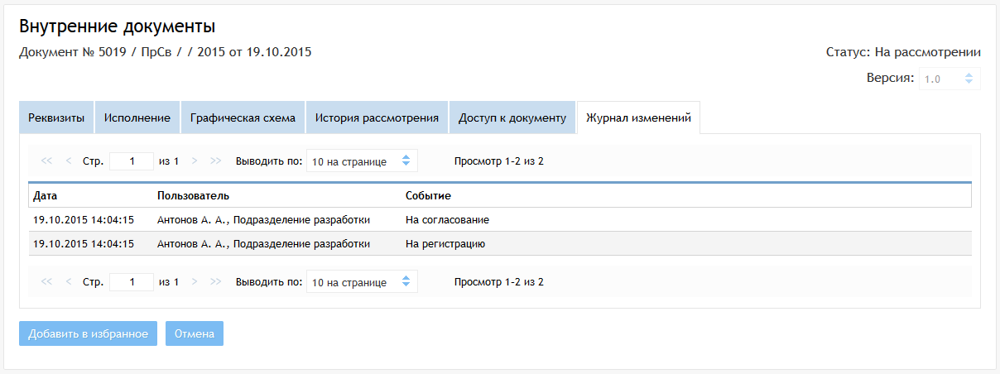 Внутренние документы
Документ № 5019 / ПрСв / / 2015 от 19.10.2015
Статус: На рассмотрении
Версия: 1.0
Реквизиты Исполнение Графическая схема История рассмотрения Доступ к документу Журнал изменений
<< < Стр. 1 из 1 > >> Выводить по: 10 на странице Просмотр 1-2 из 2
Дата Пользователь Событие
19.10.2015 14:04:15 Антонов А. А., Подразделение разработки На согласование
19.10.2015 14:04:15 Антонов А. А., Подразделение разработки На регистрацию
<< < Стр. 1 из 1 > >> Выводить по: 10 на странице Просмотр 1-2 из 2
Добавить в избранное Отмена